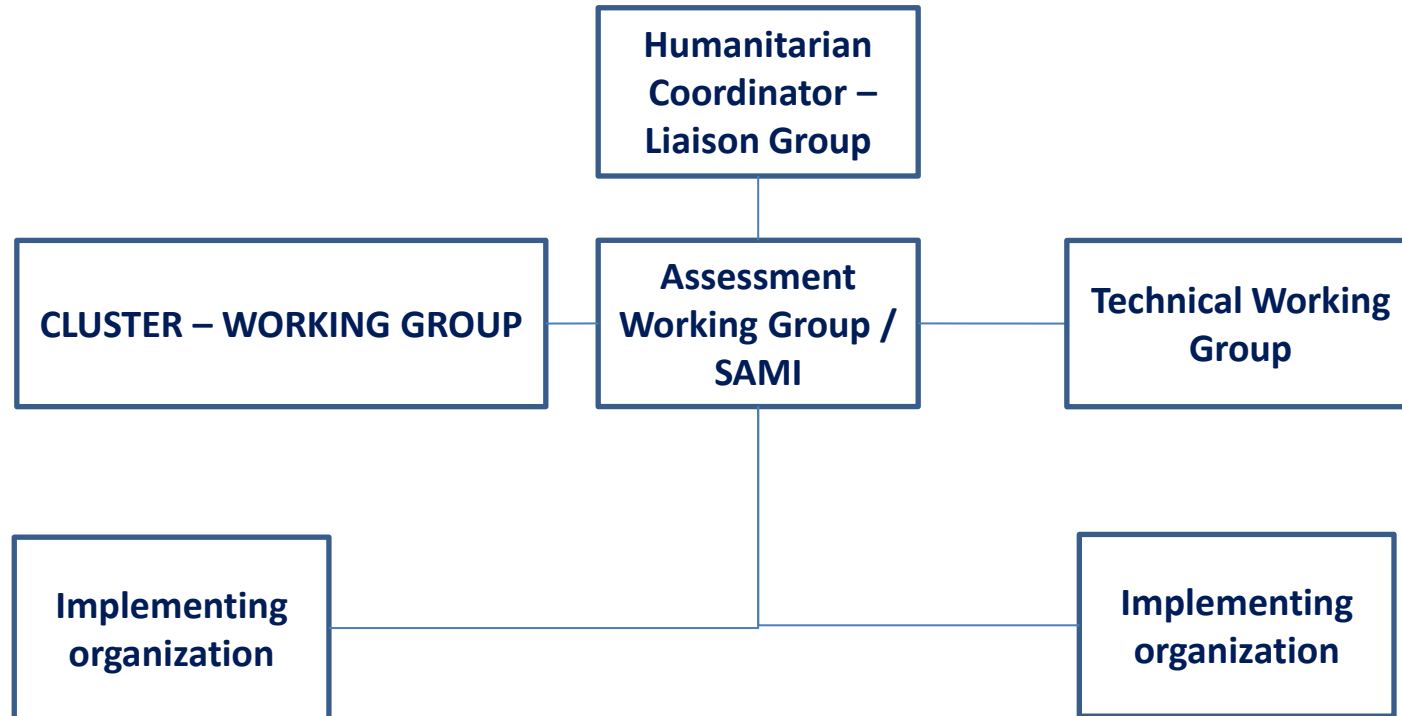 Humanitarian
Coordinator –
Liaison Group
CLUSTER – WORKING GROUP
Assessment
Working Group /
SAMI
Technical Working
Group
Implementing
organization
Implementing
organization